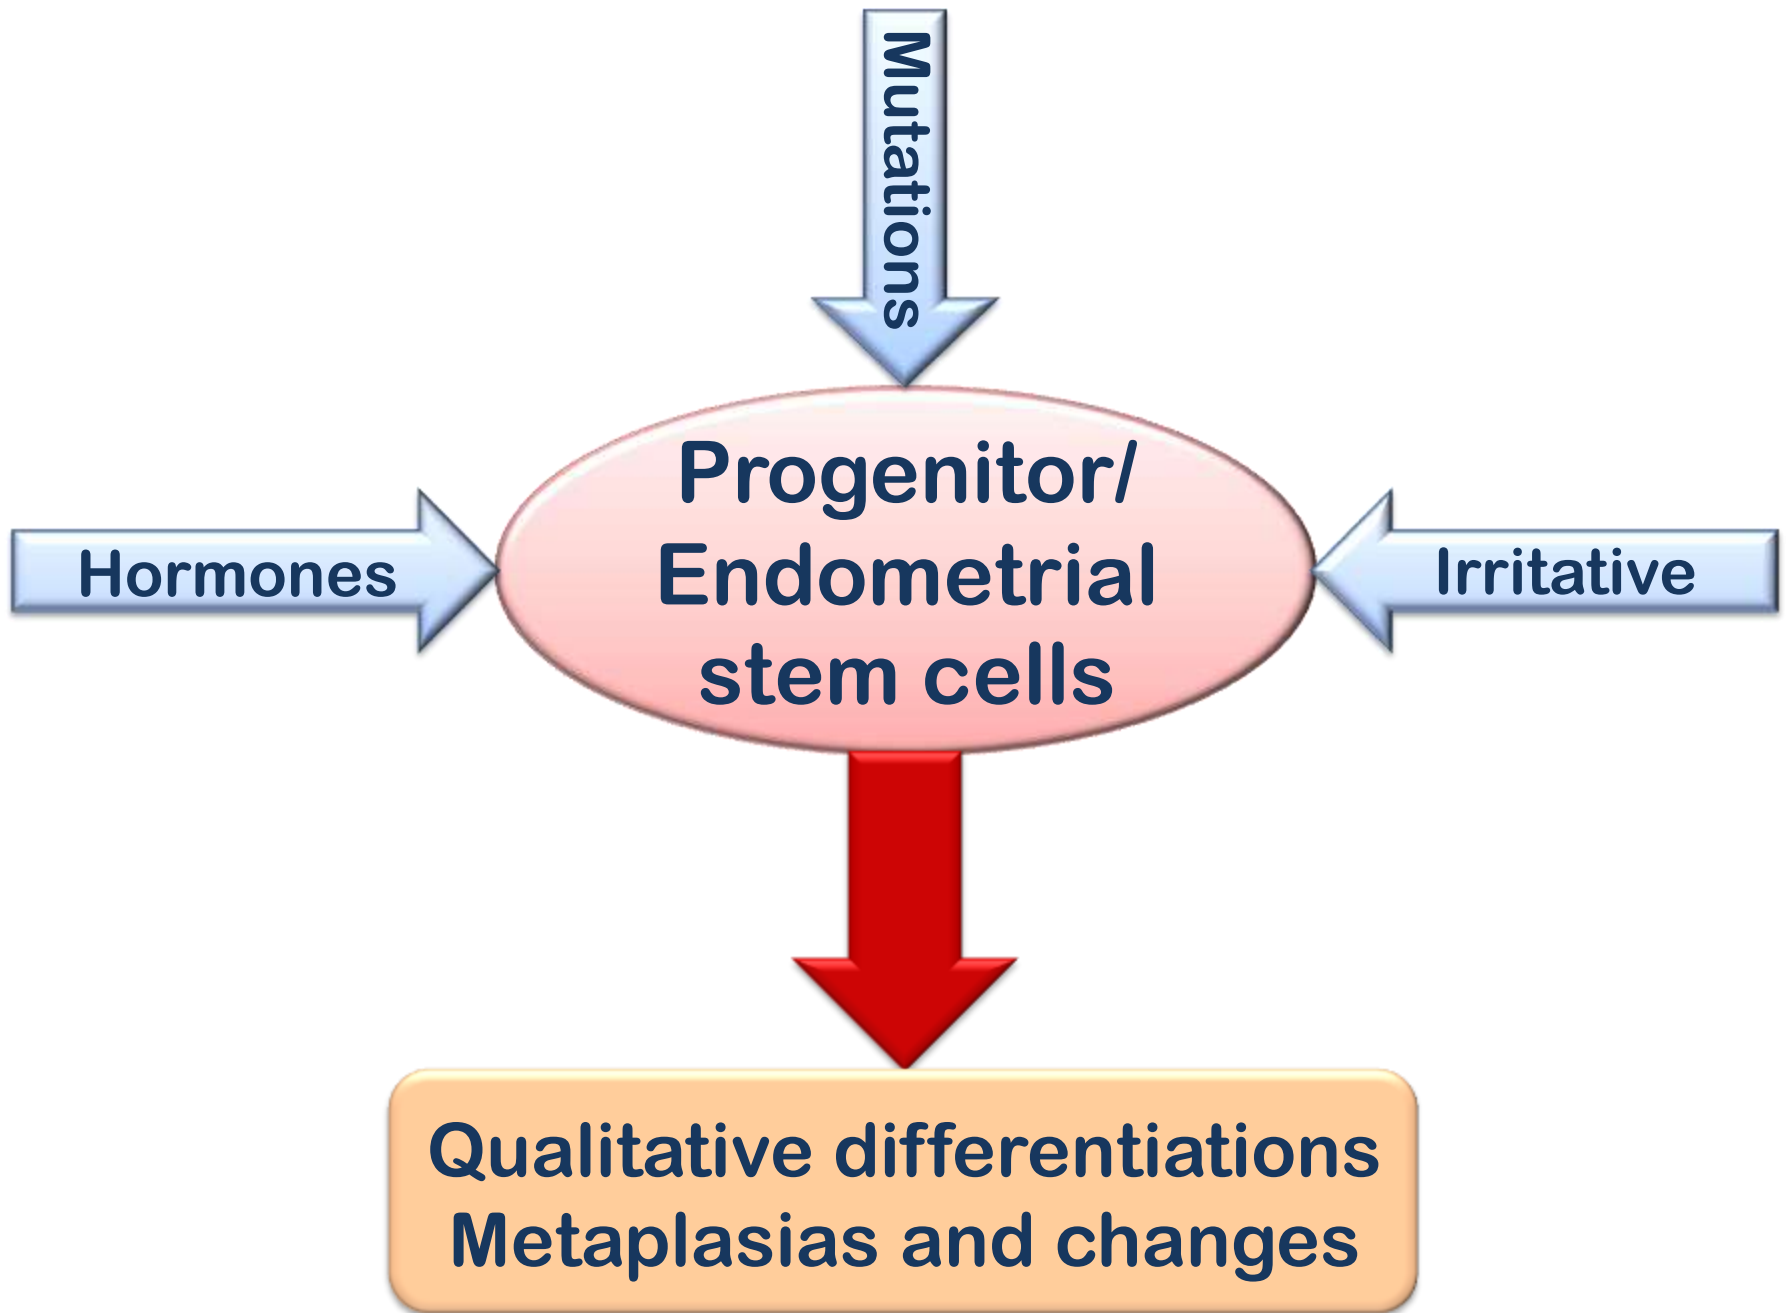 Mutations
Hormones
Progenitor/
Endometrial
stem cells
Irritative
Qualitative differentiations
Metaplasias and changes